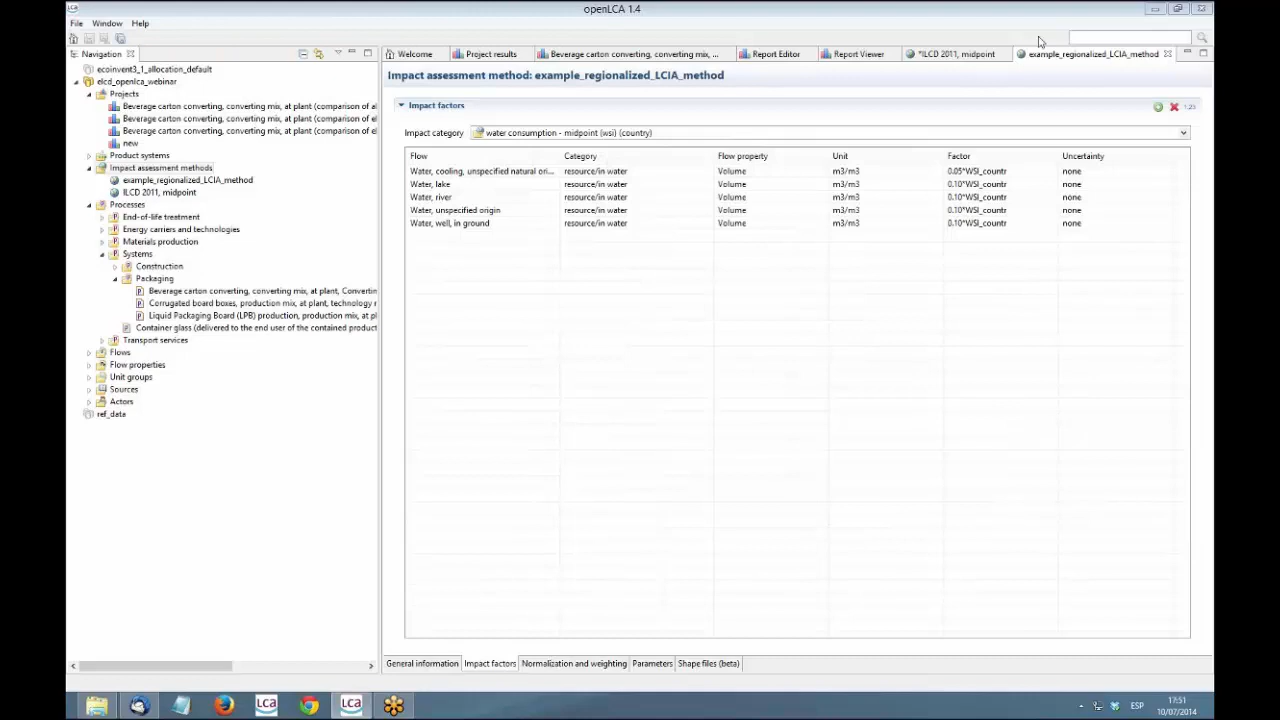 openLCA 1.4
File Window Help
Navigation
Welcome
Project results
Beverage carton converting, converting mix, ...
Report Editor
Report Viewer
*ILCD 2011, midpoint
example_regionalized_LCIA_method
ecoinvent3_1_allocation_default
elcd_openlca_webinar
Projects
Beverage carton converting, converting mix, at plant (comparison of al
Beverage carton converting, converting mix, at plant (comparison of al
Beverage carton converting, converting mix, at plant (comparison of al
new
Product systems
Impact assessment methods
example_regionalized_LCIA_method
ILCD 2011, midpoint
Processes
End-of-life treatment
Energy carriers and technologies
Materials production
Systems
Construction
Packaging
Beverage carton converting, converting mix, at plant, Convertin
Corrugated board boxes, production mix, at plant, technology r
Liquid Packaging Board (LPB) production, production mix, at pl
Container glass (delivered to the end user of the contained product
Transport services
Flows
Flow properties
Unit groups
Sources
Actors
ref_data
Impact assessment method: example_regionalized_LCIA_method
Impact factors
1.23
Impact category water consumption - midpoint (wsi) (country)
Flow Category Flow property Unit Factor Uncertainty
Water, cooling, unspecified natural ori... resource/in water Volume m3/m3 0.05*WSI_countr none
Water, lake resource/in water Volume m3/m3 0.10*WSI_countr none
Water, river resource/in water Volume m3/m3 0.10*WSI_countr none
Water, unspecified origin resource/in water Volume m3/m3 0.10*WSI_countr none
Water, well, in ground resource/in water Volume m3/m3 0.10*WSI_countr none
General information Impact factors Normalization and weighting Parameters Shape files (beta)
LCA
LCA
ESP
17:51
10/07/2014